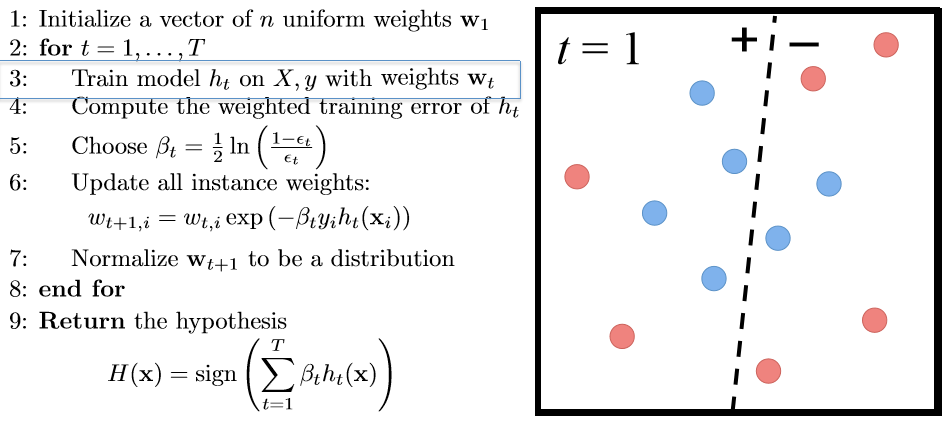 1: Initialize a vector of n uniform weights w₁
2: for t = 1, . . . , T
3: Train model hₜ on X, y with weights wₜ
4: Compute the weighted training error of hₜ
5: Choose βₜ = ½ ln ( (1−ϵₜ) / ϵₜ )
6: Update all instance weights:
wₜ₊₁,ᵢ = wₜ,ᵢ exp (−βₜyᵢhₜ(xᵢ))
7: Normalize wₜ₊₁ to be a distribution
8: end for
9: Return the hypothesis
H(x) = sign ( ∑ₜ₌₁ᵀ βₜhₜ(x) )
t = 1
+ −